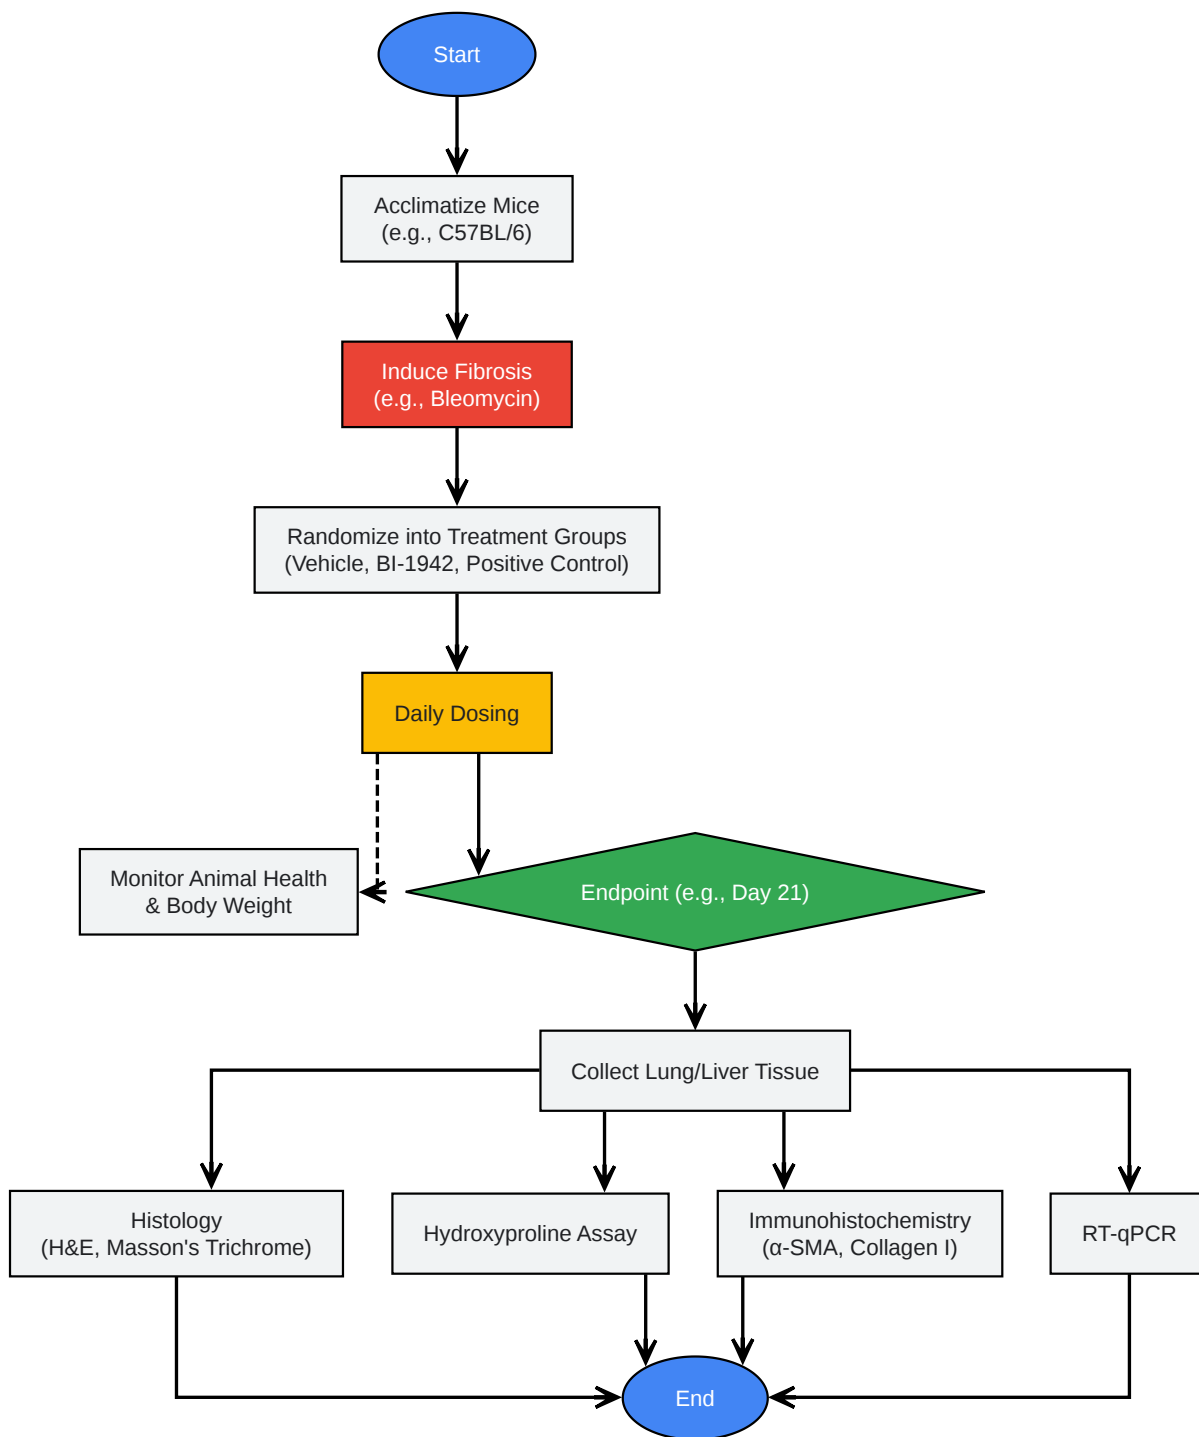 Start
Acclimatize Mice
(e.g., C57BL/6)
Induce Fibrosis
(e.g., Bleomycin)
Randomize into Treatment Groups
(Vehicle, BI-1942, Positive Control)
Daily Dosing
Monitor Animal Health
& Body Weight
Endpoint (e.g., Day 21)
Collect Lung/Liver Tissue
Histology
(H&E, Masson's Trichrome)
Hydroxyproline Assay
Immunohistochemistry
(α-SMA, Collagen I)
RT-qPCR
End